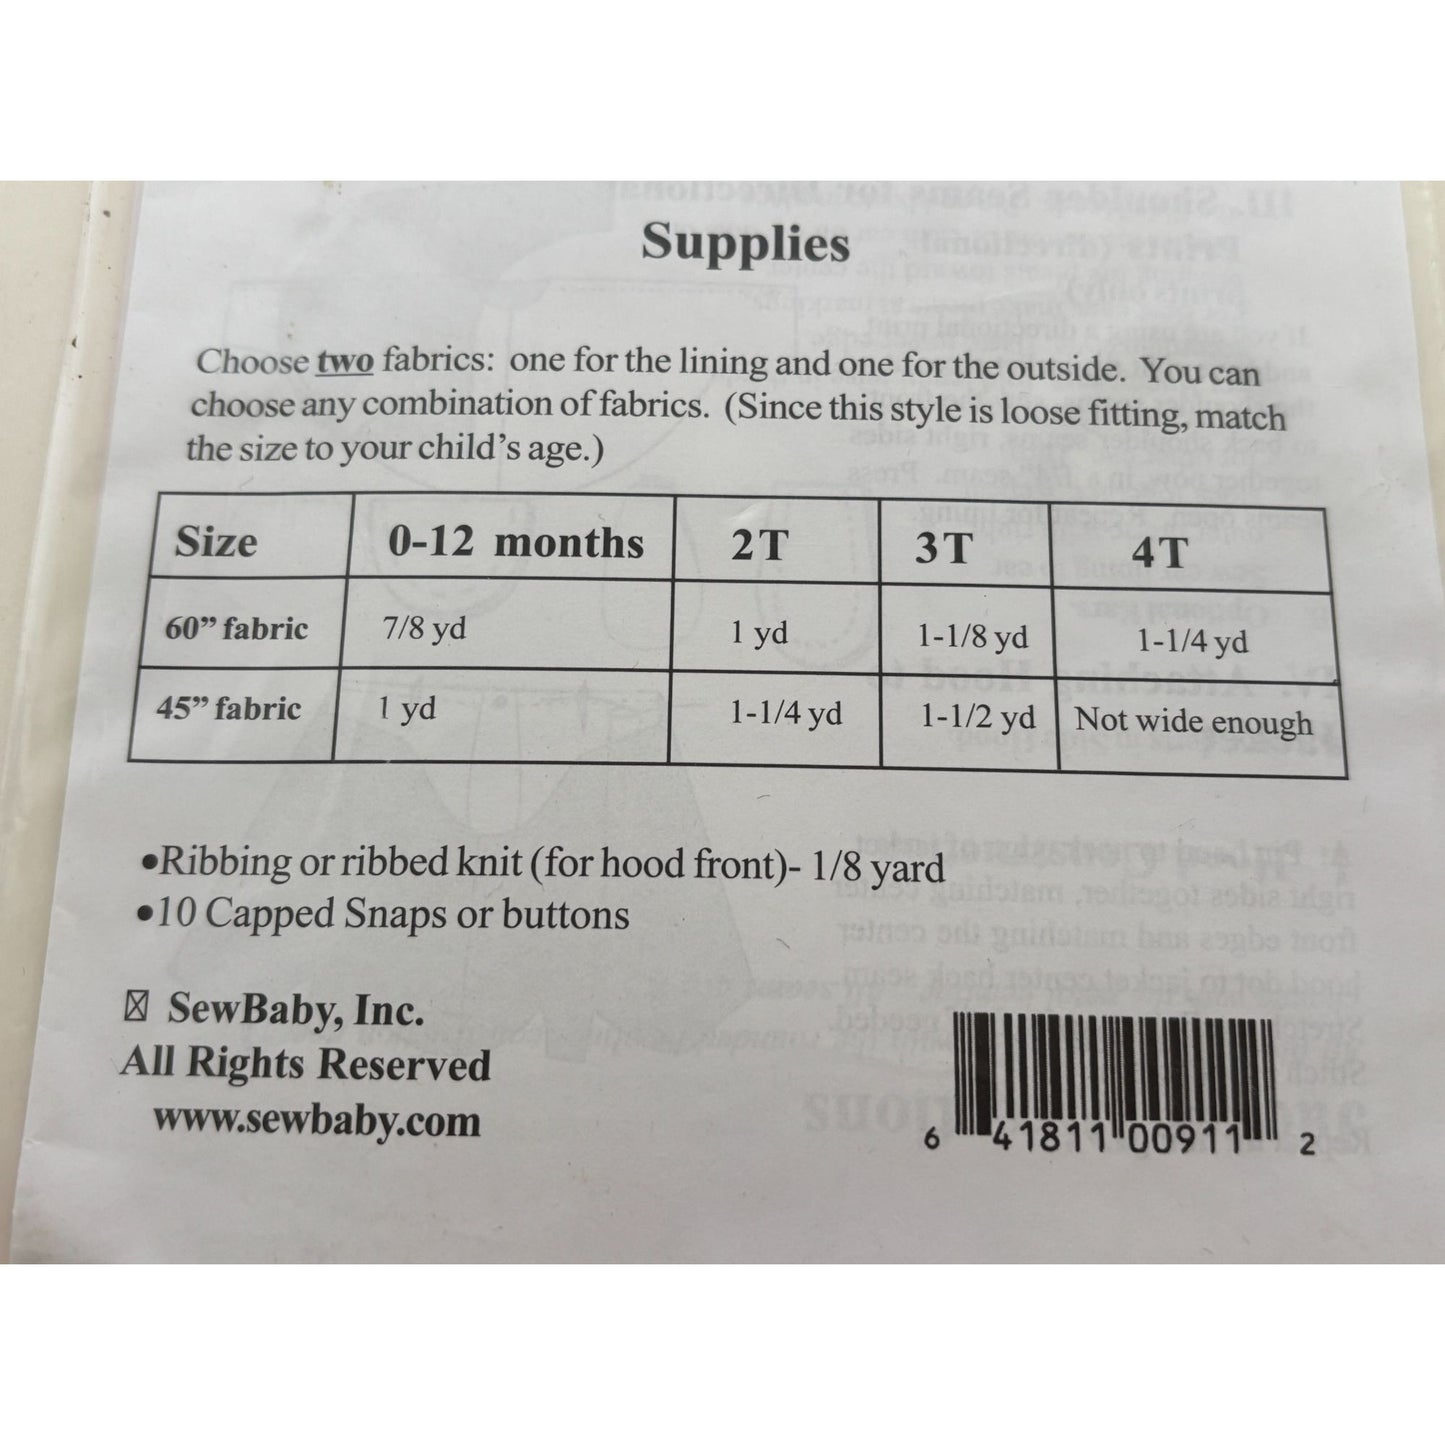 Supplies
Choose two fabrics: one for the lining and one for the outside. You can
choose any combination of fabrics. (Since this style is loose fitting, match
the size to your child's age.)
Size 0-12 months 2T 3T 4T
60” fabric 7/8 yd 1 yd 1-1/8 yd 1-1/4 yd
45” fabric 1 yd 1-1/4 yd 1-1/2 yd Not wide enough
•Ribbing or ribbed knit (for hood front)- 1/8 yard
•10 Capped Snaps or buttons
SewBaby, Inc.
All Rights Reserved
www.sewbaby.com
6 41811 00911 2